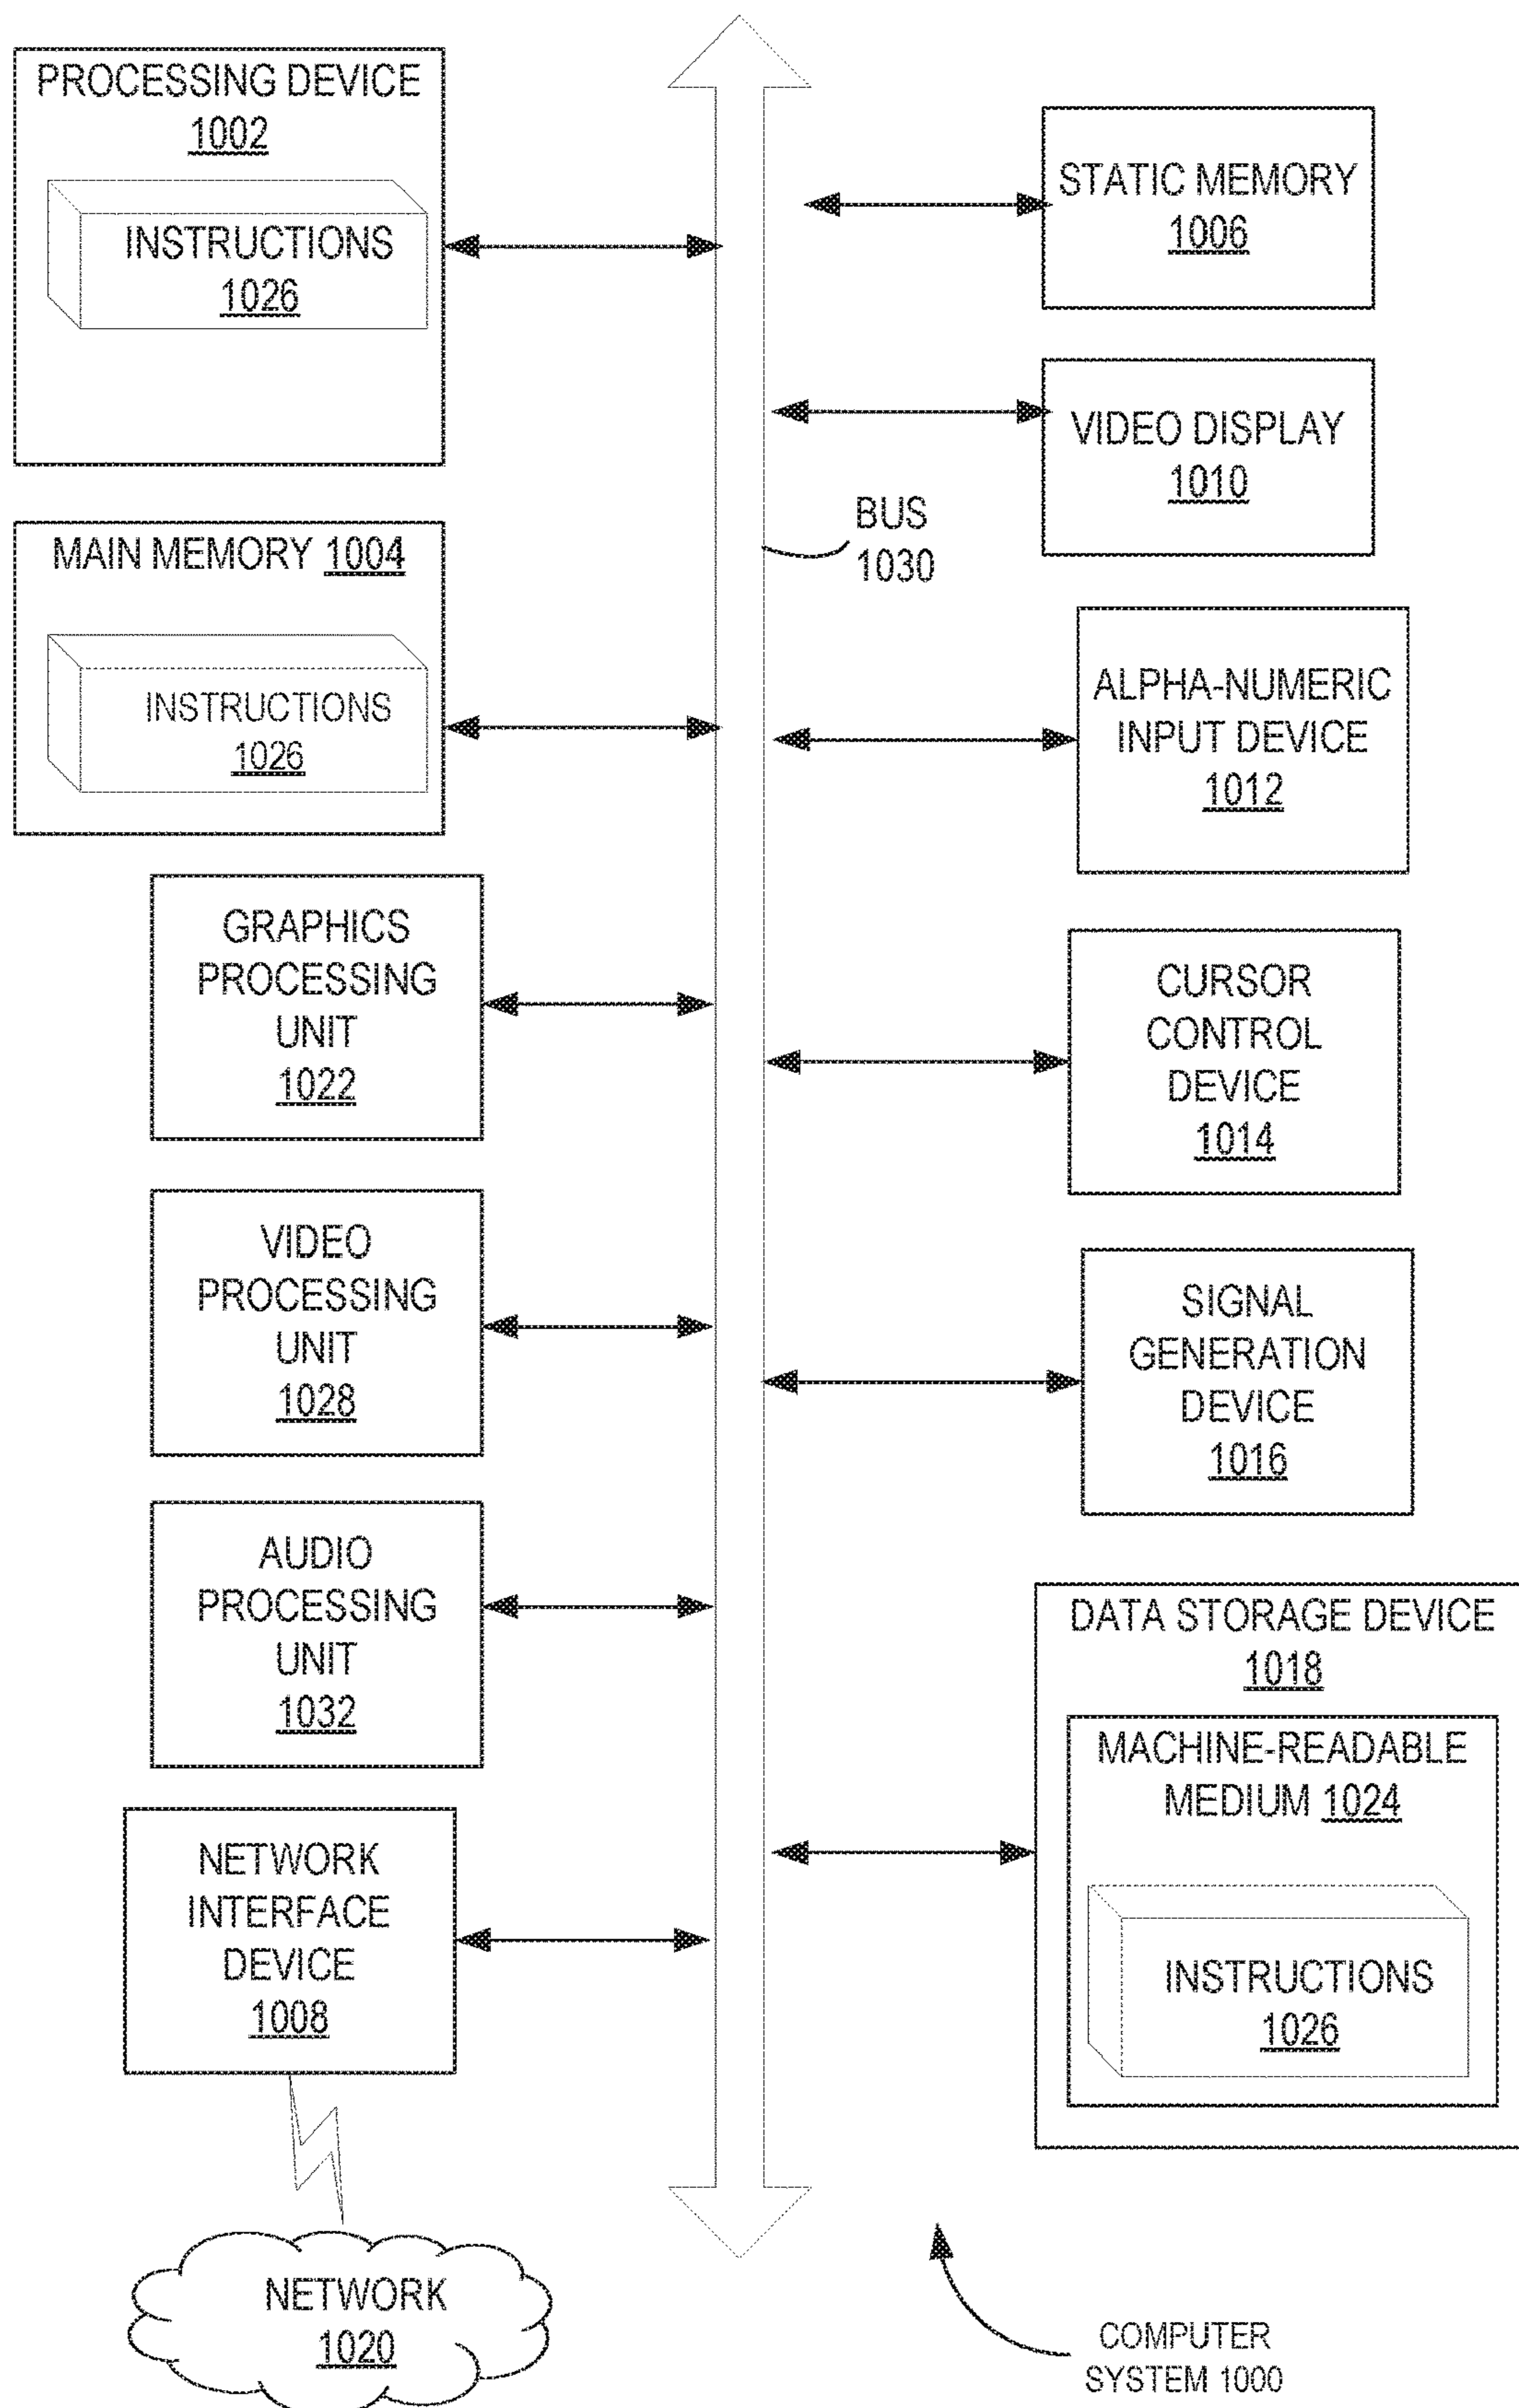 PROCESSING DEVICE
1002
INSTRUCTIONS
1026
MAIN MEMORY 1004
INSTRUCTIONS
1026
GRAPHICS
PROCESSING
UNIT
1022
VIDEO
PROCESSING
UNIT
1028
AUDIO
PROCESSING
UNIT
1032
NETWORK
INTERFACE
DEVICE
1008
NETWORK
1020
BUS
1030
STATIC MEMORY
1006
VIDEO DISPLAY
1010
ALPHA-NUMERIC
INPUT DEVICE
1012
CURSOR
CONTROL
DEVICE
1014
SIGNAL
GENERATION
DEVICE
1016
DATA STORAGE DEVICE
1018
MACHINE-READABLE
MEDIUM 1024
INSTRUCTIONS
1026
COMPUTER
SYSTEM 1000